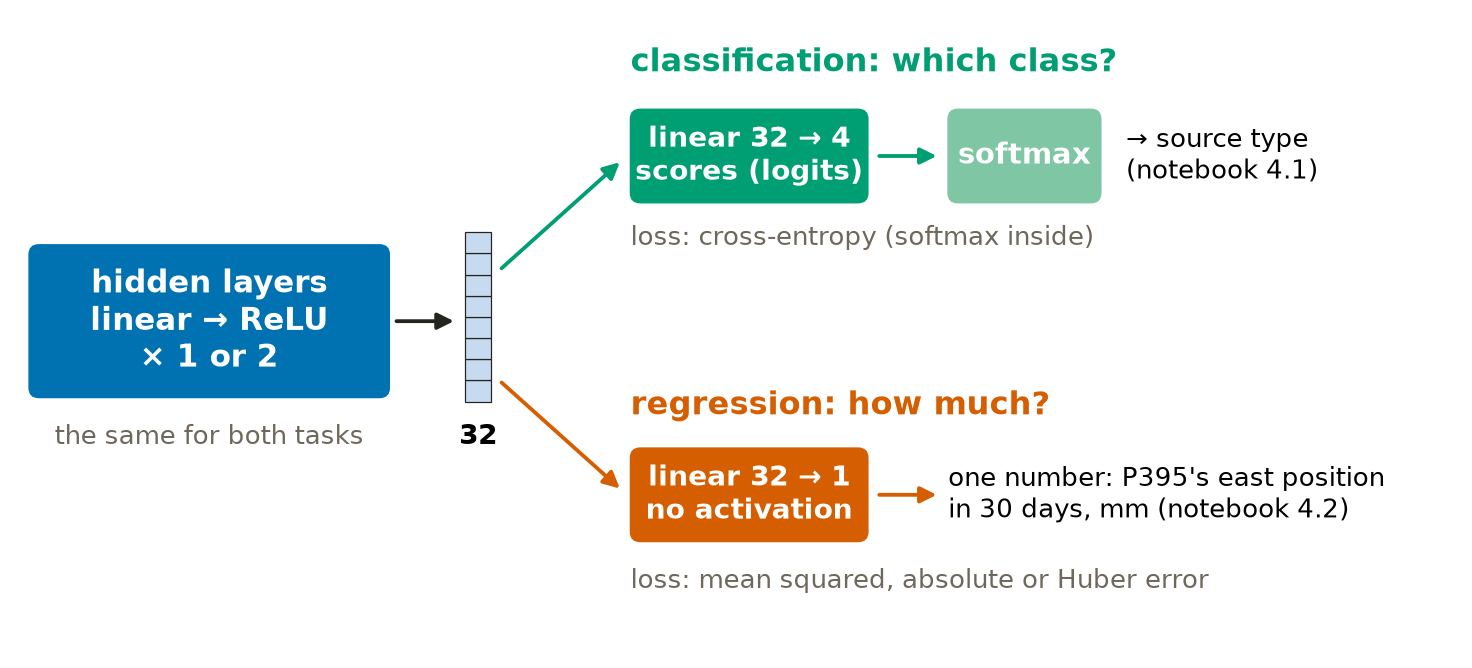 classification: which class?
linear 32 → 4
scores (logits)
softmax
→ source type
(notebook 4.1)
loss: cross-entropy (softmax inside)
hidden layers
linear → ReLU
× 1 or 2
the same for both tasks
32
regression: how much?
linear 32 → 1
no activation
one number: P395's east position
in 30 days, mm (notebook 4.2)
loss: mean squared, absolute or Huber error